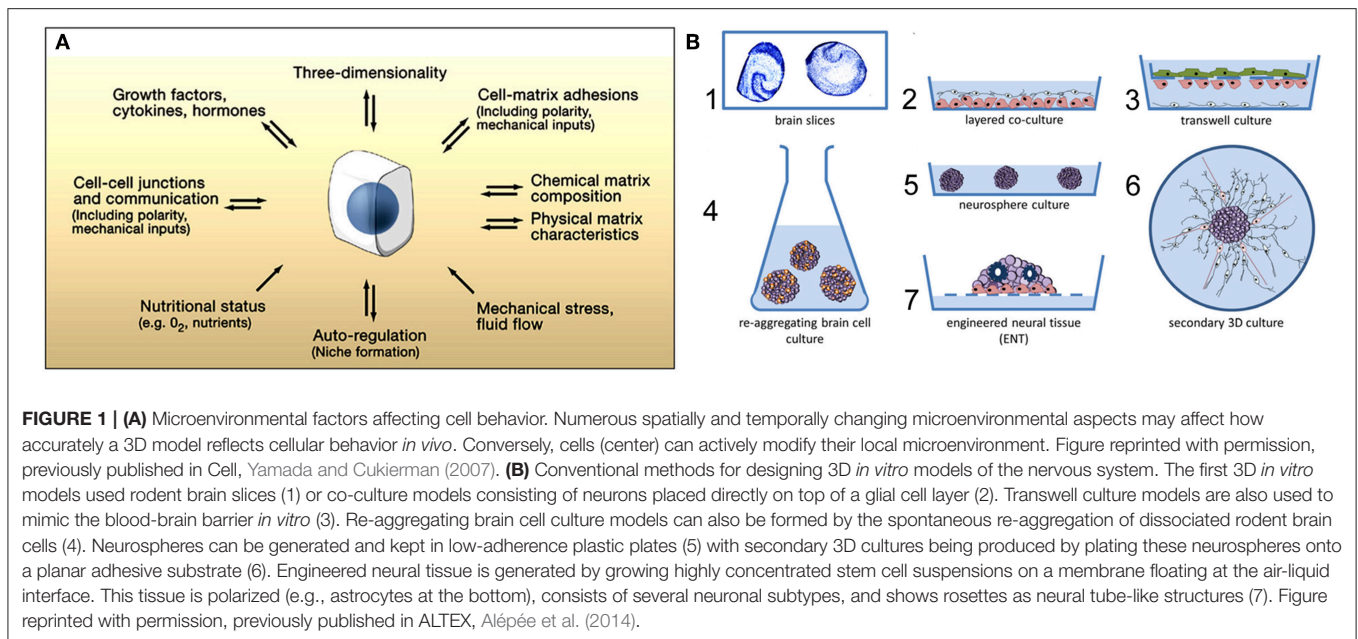 A
Three-dimensionality
Growth factors,
cytokines, hormones
Cell-matrix adhesions
(Including polarity,
mechanical inputs)
Cell-cell junctions
and communication
(Including polarity,
mechanical inputs)
Chemical matrix
composition
Physical matrix
characteristics
Nutritional status
(e.g. 0₂, nutrients)
Auto-regulation
(Niche formation)
Mechanical stress,
fluid flow
B
1
brain slices
2
layered co-culture
3
transwell culture
4
re-aggregating brain cell
culture
5
neurosphere culture
6
secondary 3D culture
7
engineered neural tissue
(ENT)
FIGURE 1 | (A) Microenvironmental factors affecting cell behavior. Numerous spatially and temporally changing microenvironmental aspects may affect how
accurately a 3D model reflects cellular behavior in vivo. Conversely, cells (center) can actively modify their local microenvironment. Figure reprinted with permission,
previously published in Cell, Yamada and Cukierman (2007). (B) Conventional methods for designing 3D in vitro models of the nervous system. The first 3D in vitro
models used rodent brain slices (1) or co-culture models consisting of neurons placed directly on top of a glial cell layer (2). Transwell culture models are also used to
mimic the blood-brain barrier in vitro (3). Re-aggregating brain cell culture models can also be formed by the spontaneous re-aggregation of dissociated rodent brain
cells (4). Neurospheres can be generated and kept in low-adherence plastic plates (5) with secondary 3D cultures being produced by plating these neurospheres onto
a planar adhesive substrate (6). Engineered neural tissue is generated by growing highly concentrated stem cell suspensions on a membrane floating at the air-liquid
interface. This tissue is polarized (e.g., astrocytes at the bottom), consists of several neuronal subtypes, and shows rosettes as neural tube-like structures (7). Figure
reprinted with permission, previously published in ALTEX, Alépée et al. (2014).